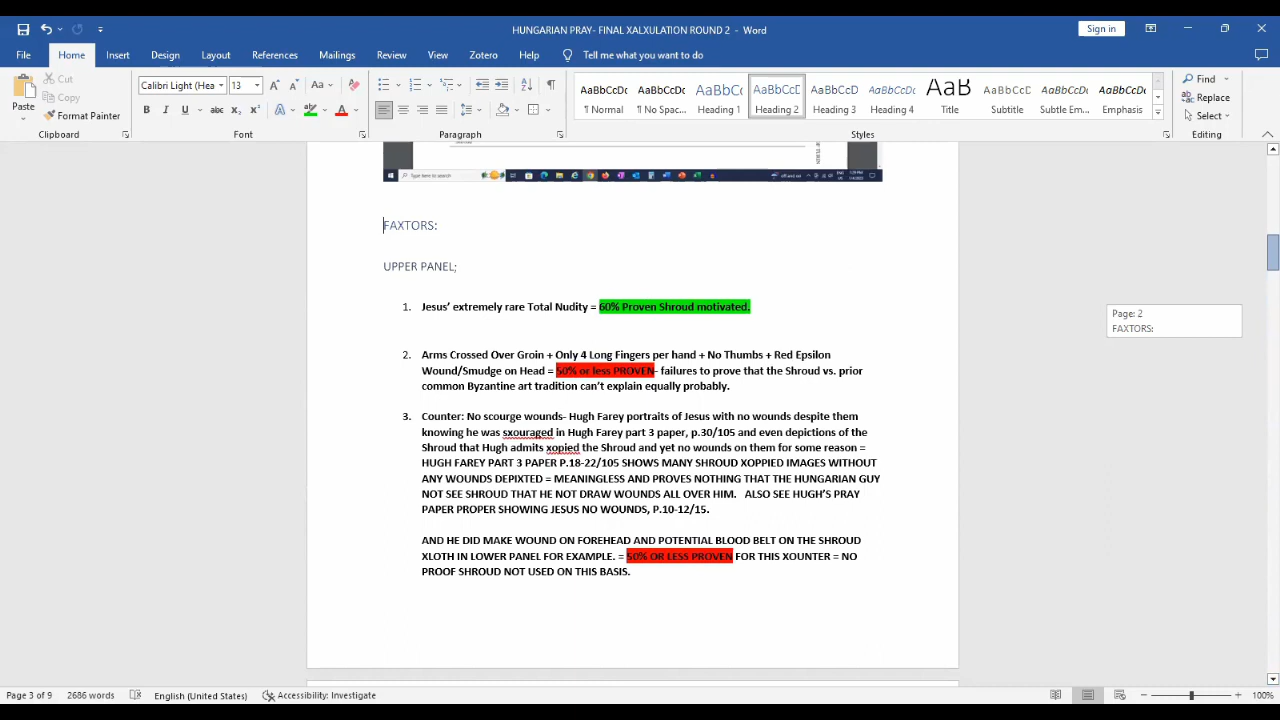 HUNGARIAN PRAY- FINAL XALXULATION ROUND 2 - Word
Sign in
File Home Insert Design Layout References Mailings Review View Zotero Help Tell me what you want to do
Paste
Cut
Copy
Format Painter
Clipboard
Calibri Light (Hea 13
Font
Paragraph
AaBbCcDc ¶ Normal
AaBbCcDc ¶ No Spac...
AaBbCc Heading 1
AaBbCcD Heading 2
AaBbCcD Heading 3
AaBbCcDc Heading 4
AaB Title
AaBbCcD Subtitle
AaBbCcDc Subtle Em...
AaBbCcDc Emphasis
Styles
Find
Replace
Select
Editing
Type here to search
FAXTORS:
UPPER PANEL;
1. Jesus’ extremely rare Total Nudity = 60% Proven Shroud motivated.
2. Arms Crossed Over Groin + Only 4 Long Fingers per hand + No Thumbs + Red Epsilon
Wound/Smudge on Head = 50% or less PROVEN- failures to prove that the Shroud vs. prior
common Byzantine art tradition can’t explain equally probably.
3. Counter: No scourge wounds- Hugh Farey portraits of Jesus with no wounds despite them
knowing he was sxouraged in Hugh Farey part 3 paper, p.30/105 and even depictions of the
Shroud that Hugh admits xopied the Shroud and yet no wounds on them for some reason =
HUGH FAREY PART 3 PAPER P.18-22/105 SHOWS MANY SHROUD XOPPIED IMAGES WITHOUT
ANY WOUNDS DEPIXTED = MEANINGLESS AND PROVES NOTHING THAT THE HUNGARIAN GUY
NOT SEE SHROUD THAT HE NOT DRAW WOUNDS ALL OVER HIM. ALSO SEE HUGH’S PRAY
PAPER PROPER SHOWING JESUS NO WOUNDS, P.10-12/15.
AND HE DID MAKE WOUND ON FOREHEAD AND POTENTIAL BLOOD BELT ON THE SHROUD
XLOTH IN LOWER PANEL FOR EXAMPLE. = 50% OR LESS PROVEN FOR THIS XOUNTER = NO
PROOF SHROUD NOT USED ON THIS BASIS.
Page: 2
FAXTORS:
Page 3 of 9 2686 words English (United States) Accessibility: Investigate 100%